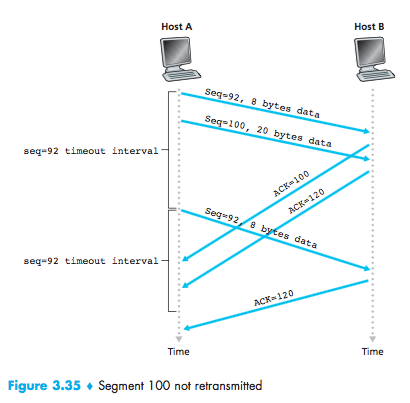 Host A
Host B
Seq=92, 8 bytes data
Seq=100, 20 bytes data
seq=92 timeout interval
ACK=100
ACK=120
Seq=92, 8 bytes data
seq=92 timeout interval
ACK=120
Time
Time
Figure 3.35 ♦ Segment 100 not retransmitted